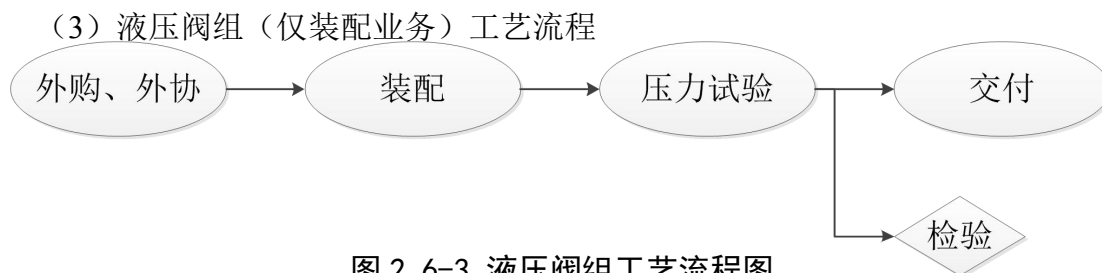 （3）液压阀组（仅装配业务）工艺流程
外购、外协
装配
压力试验
交付
检验
图 2.6-3 液压阀组工艺流程图